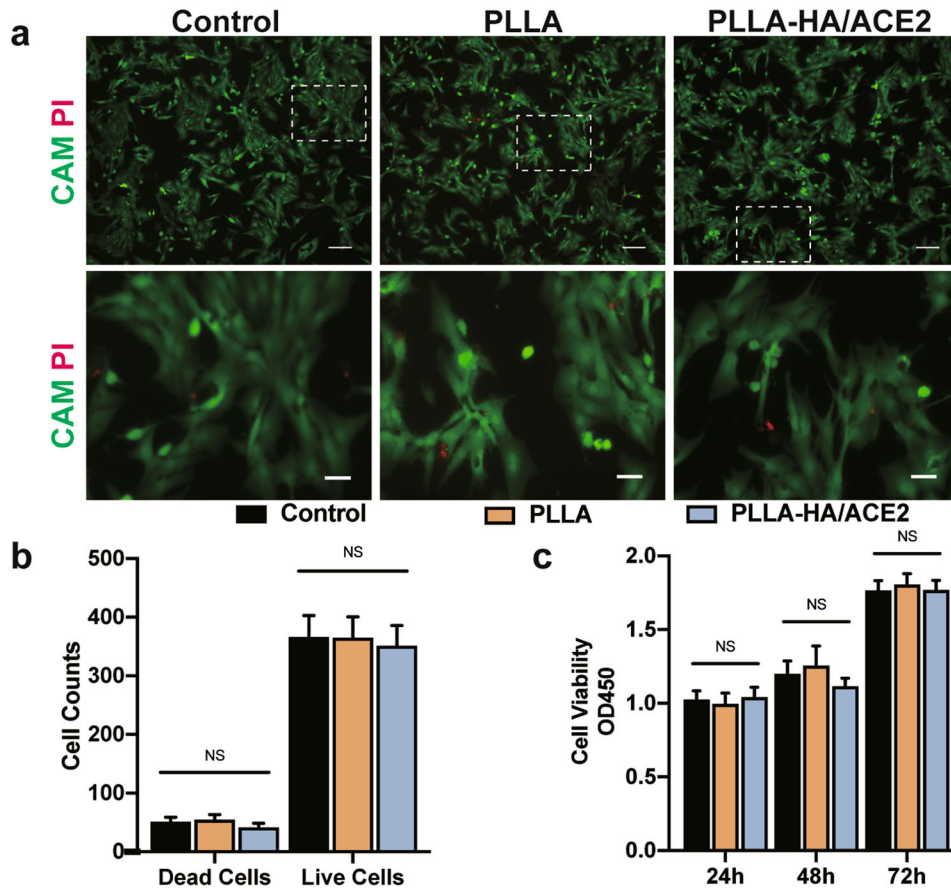 a
Control PLLA PLLA-HA/ACE2
CAM PI
CAM PI
Control PLLA PLLA-HA/ACE2
b
NS
NS
Cell Counts
500
400
300
200
100
0
Dead Cells Live Cells
c
NS
NS
NS
Cell Viability
OD450
2.0
1.5
1.0
0.5
0.0
24h 48h 72h